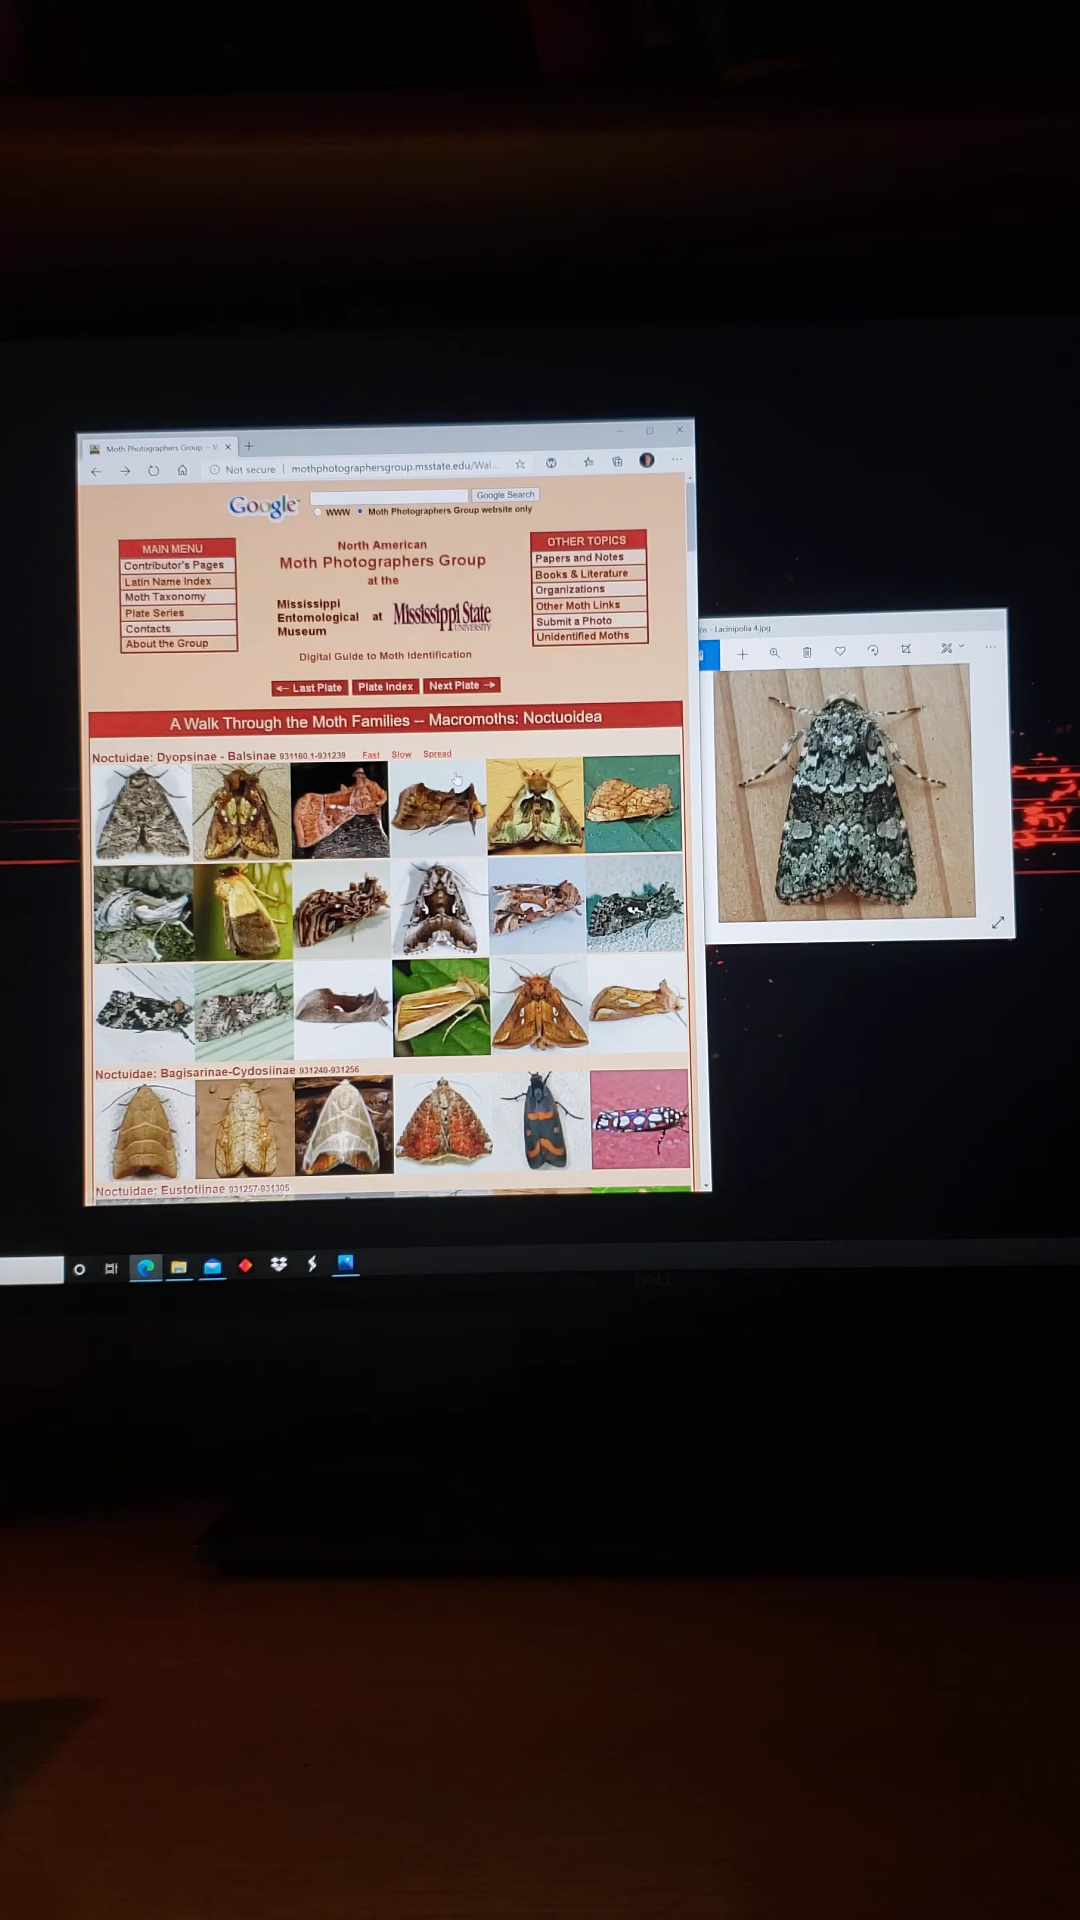 Moth Photographers Group -- V
Not secure | mothphotographersgroup.msstate.edu/Wal...
Google
Google Search
WWW
Moth Photographers Group website only
MAIN MENU
Contributor's Pages
Latin Name Index
Moth Taxonomy
Plate Series
Contacts
About the Group
North American
Moth Photographers Group
at the
Mississippi
Entomological at
Museum
Mississippi State
UNIVERSITY
Digital Guide to Moth Identification
OTHER TOPICS
Papers and Notes
Books & Literature
Organizations
Other Moth Links
Submit a Photo
Unidentified Moths
<-- Last Plate
Plate Index
Next Plate -->
A Walk Through the Moth Families -- Macromoths: Noctuoidea
Noctuidae: Dyopsinae - Balsinae 931160.1-931239 Fast Slow Spread
Noctuidae: Bagisarinae-Cydosiinae 931240-931256
Noctuidae: Eustotiinae 931257-931305
os - Lacinipolia 4.jpg
DELL